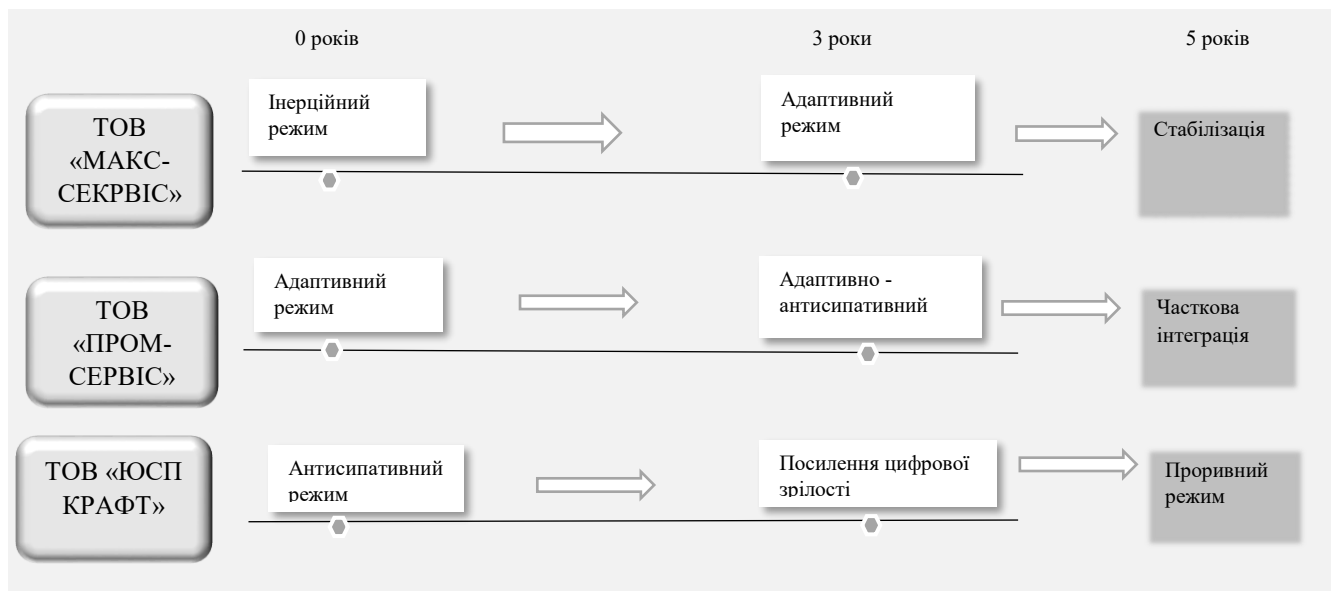 0 років
3 роки
5 років
ТОВ
«МАКС-
СЕКРВІС»
Інерційний
режим
Адаптивний
режим
Стабілізація
ТОВ
«ПРОМ-
СЕРВІС»
Адаптивний
режим
Адаптивно -
антисипативний
Часткова
інтеграція
ТОВ «ЮСП
КРАФТ»
Антисипативний
режим
Посилення цифрової
зрілості
Проривний
режим